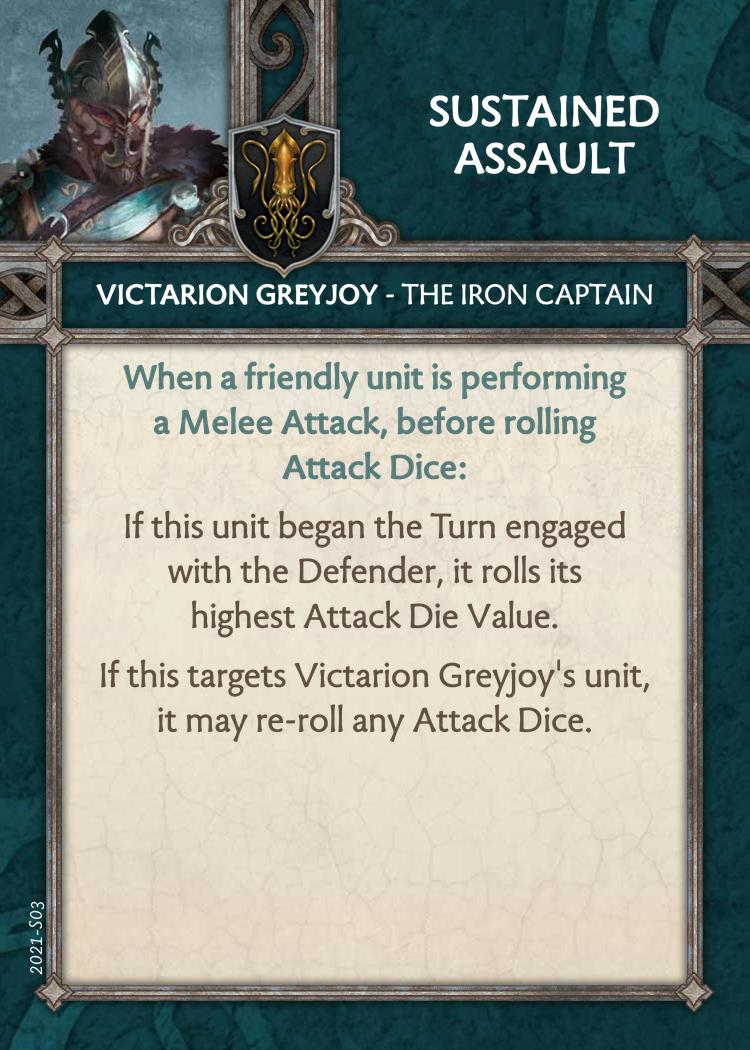 SUSTAINED
ASSAULT
VICTARION GREYJOY - THE IRON CAPTAIN
When a friendly unit is performing
a Melee Attack, before rolling
Attack Dice:
If this unit began the Turn engaged
with the Defender, it rolls its
highest Attack Die Value.
If this targets Victarion Greyjoy's unit,
it may re-roll any Attack Dice.
2021-S03